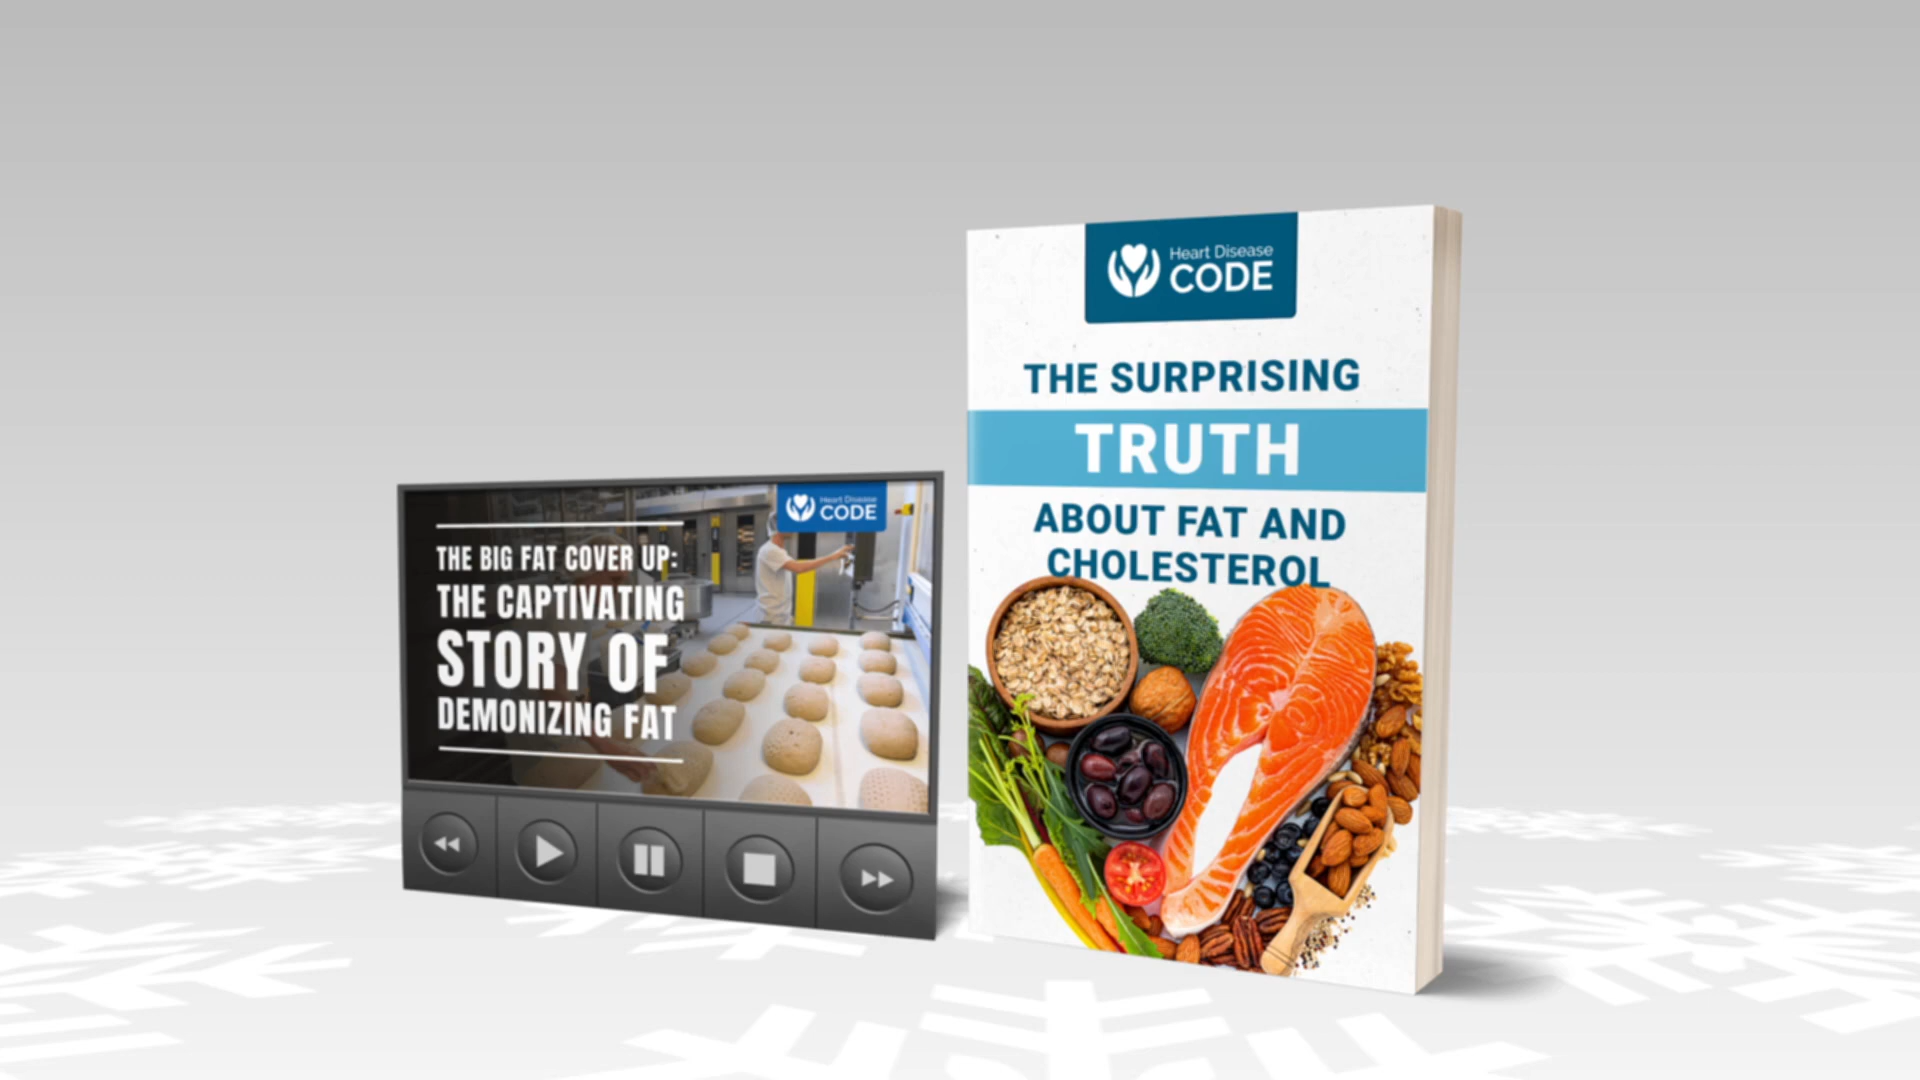 Heart Disease
CODE
THE BIG FAT COVER UP:
THE CAPTIVATING
STORY OF
DEMONIZING FAT
Heart Disease
CODE
THE SURPRISING
TRUTH
ABOUT FAT AND
CHOLESTEROL